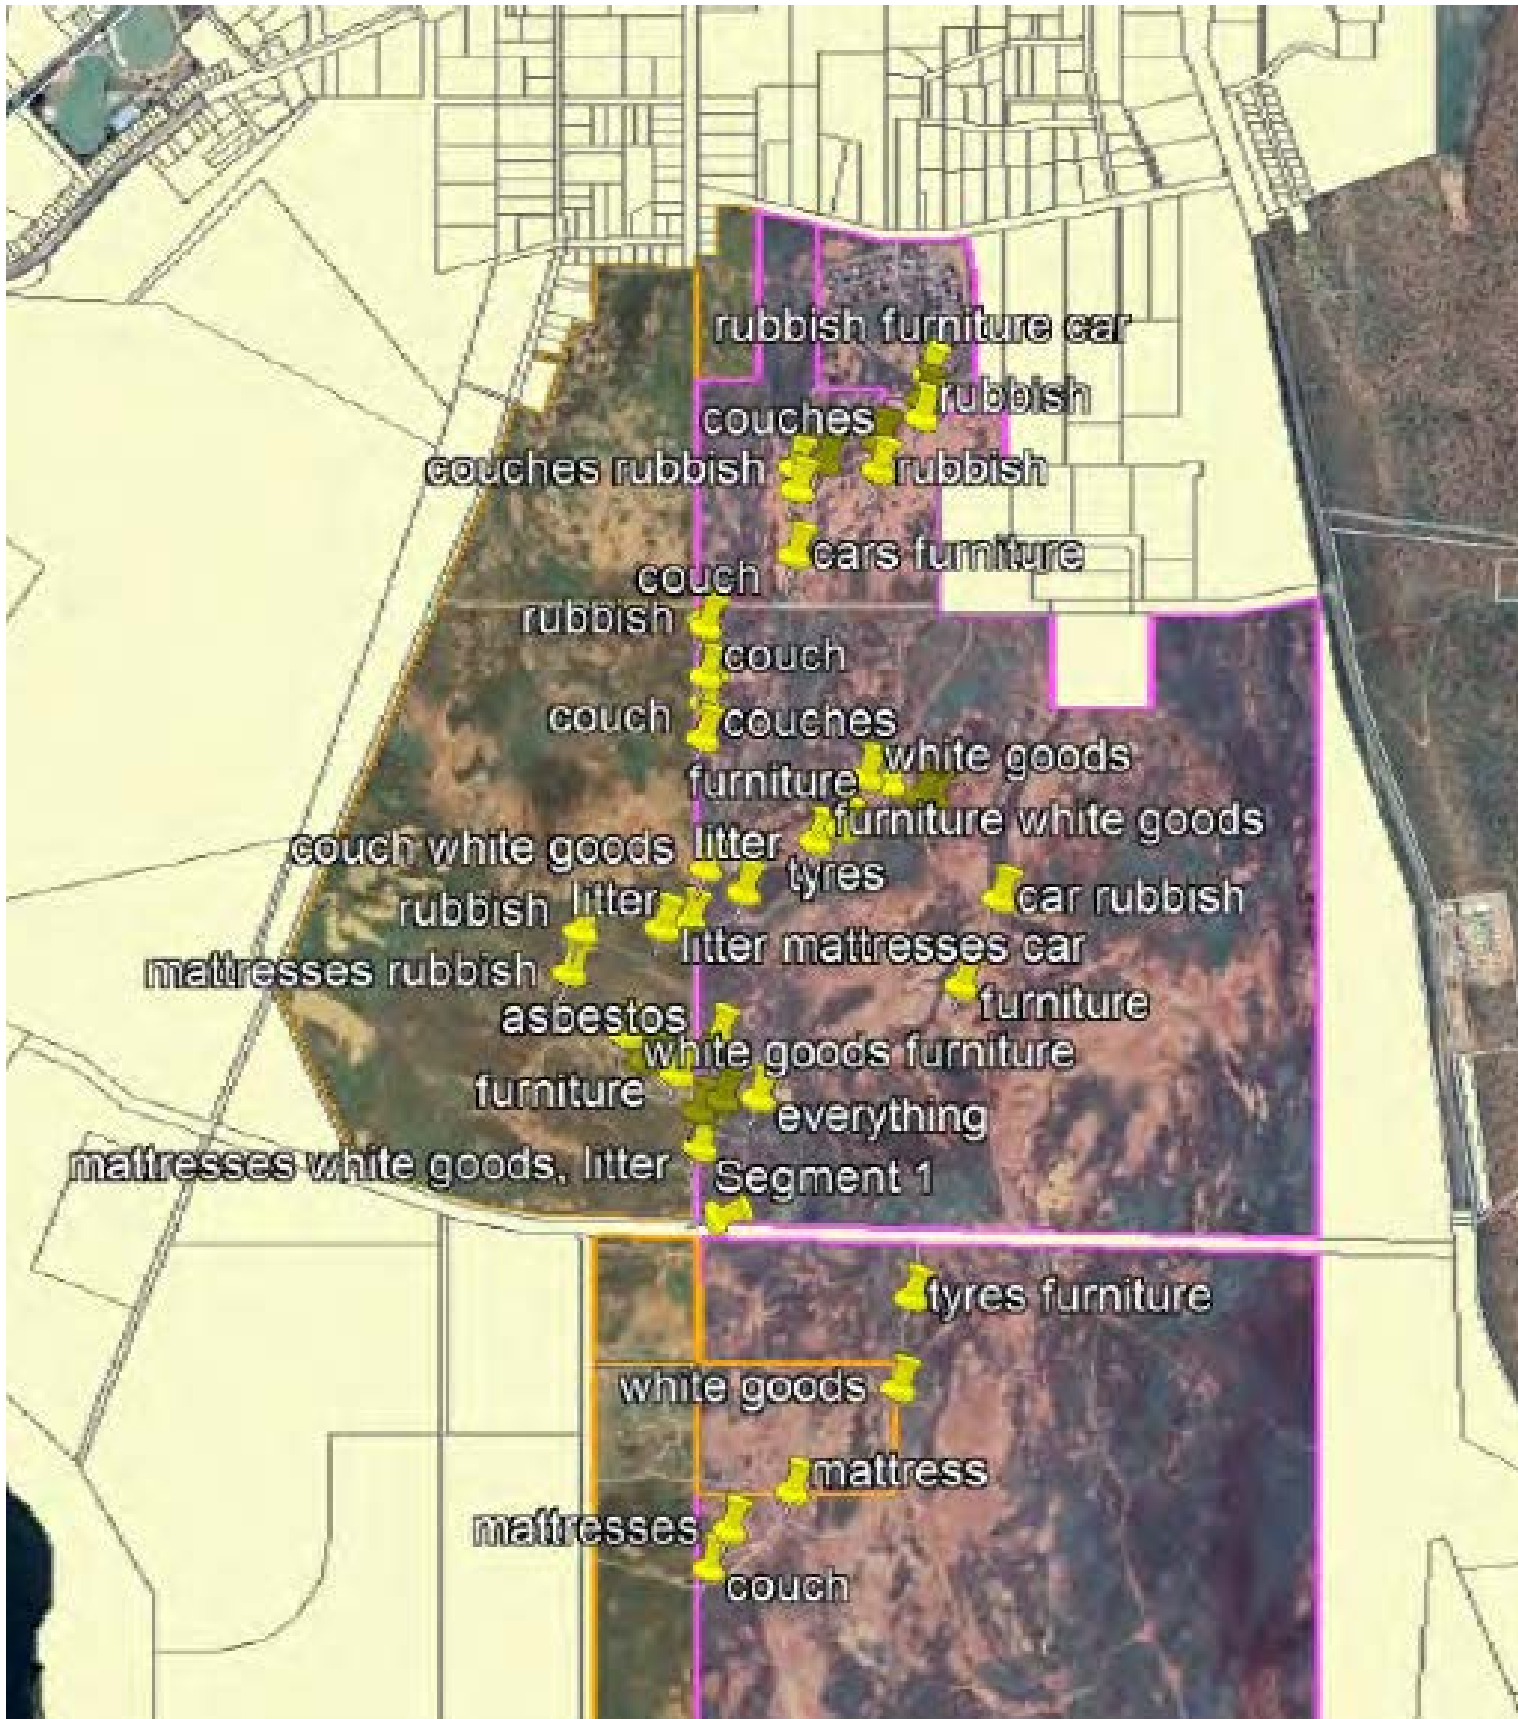 rubbish furniture car
rubbish
couches
couches rubbish
rubbish
cars furniture
couch
rubbish
couch
couch
couches
white goods
furniture
furniture white goods
couch white goods
litter
tyres
car rubbish
rubbish
litter
litter mattresses car
mattresses rubbish
furniture
asbestos
white goods furniture
furniture
everything
mattresses white goods, litter
Segment 1
tyres furniture
white goods
mattress
mattresses
couch